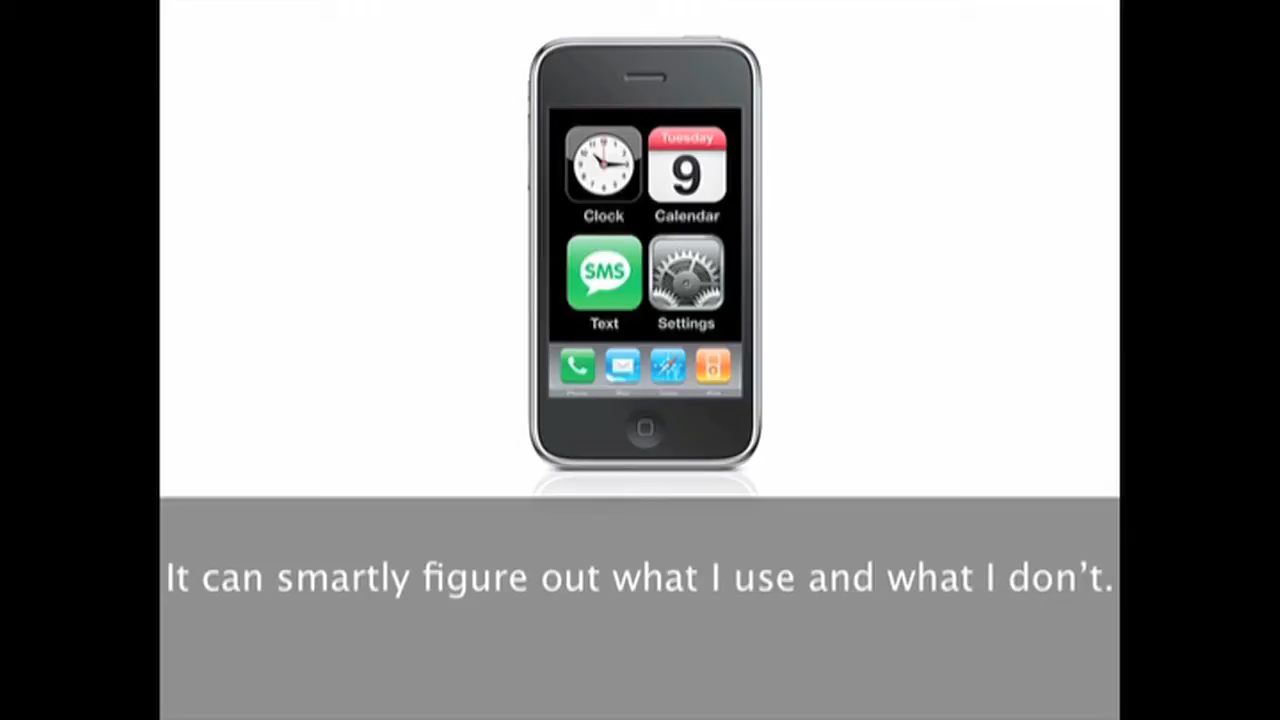 Tuesday
9
Clock Calendar
SMS
Text Settings
It can smartly figure out what I use and what I don’t.